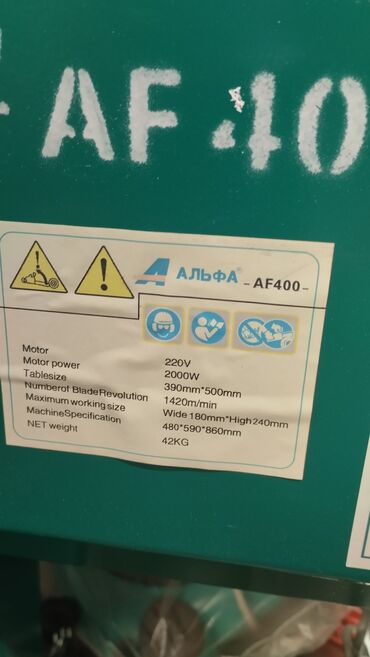 AF 40
АЛЬФА - AF400 -
Motor 220V
Motor power 2000W
Tablesize 390mm*500mm
Numberof BladeRevolution 1420m/min
Maximum working size Wide 180mm*High240mm
MachineSpecification 480*590*860mm
NET weight 42KG